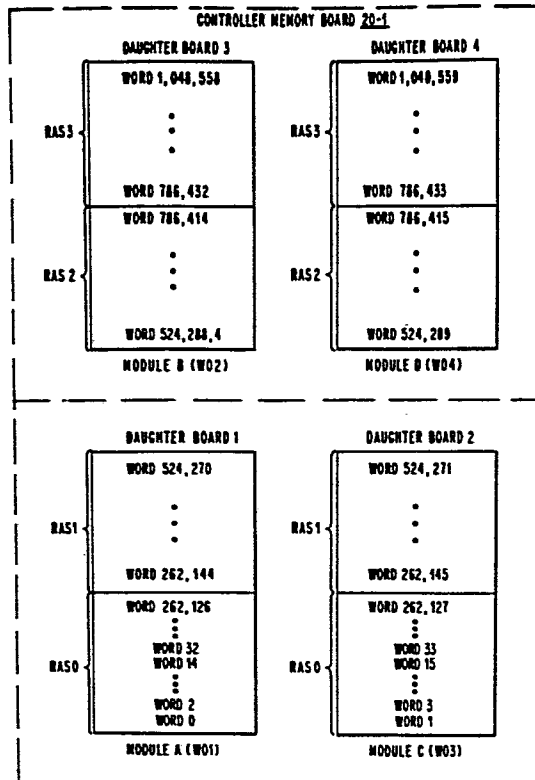 CONTROLLER MEMORY BOARD 20-1
DAUGHTER BOARD 3
DAUGHTER BOARD 4
WORD 1,048,558
WORD 1,048,559
RAS3
RAS3
WORD 786,432
WORD 786,433
WORD 786,414
WORD 786,415
RAS2
RAS2
WORD 524,288,4
WORD 524,289
MODULE B (W02)
MODULE D (W04)
DAUGHTER BOARD 1
DAUGHTER BOARD 2
WORD 524,270
WORD 524,271
RAS1
RAS1
WORD 262,144
WORD 262,145
WORD 262,126
WORD 262,127
WORD 32
WORD 33
WORD 14
WORD 15
RAS0
RAS0
WORD 2
WORD 3
WORD 0
WORD 1
MODULE A (W01)
MODULE C (W03)